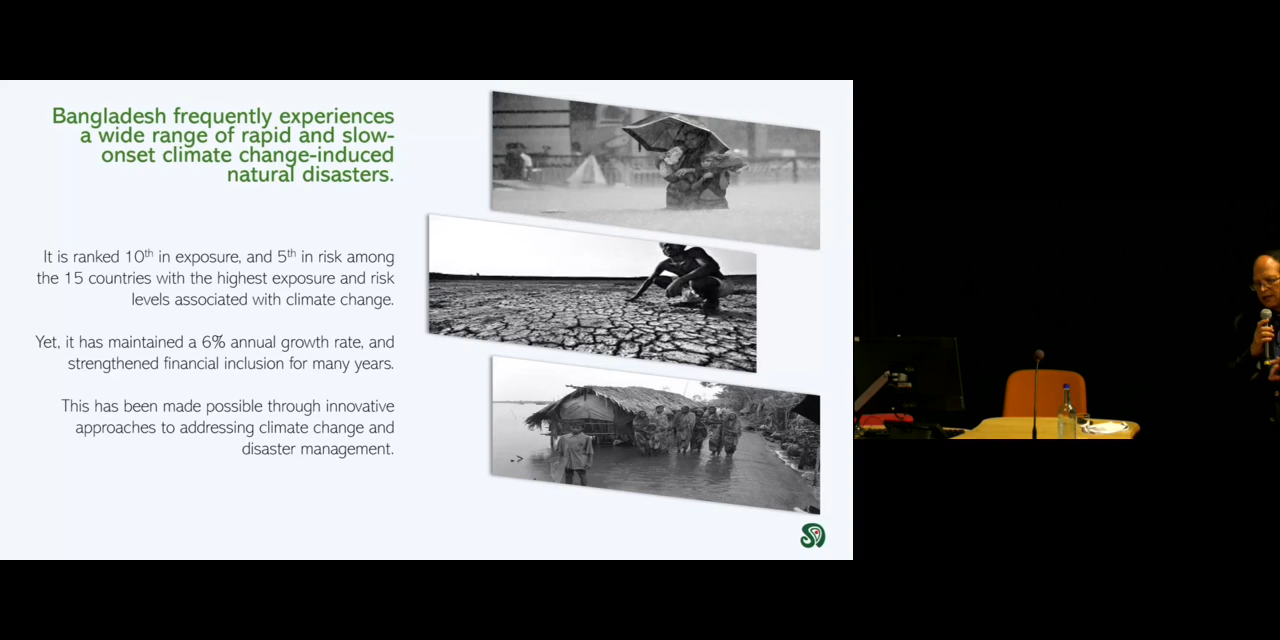 Bangladesh frequently experiences
a wide range of rapid and slow-
onset climate change-induced
natural disasters.
It is ranked 10th in exposure, and 5th in risk among
the 15 countries with the highest exposure and risk
levels associated with climate change.
Yet, it has maintained a 6% annual growth rate, and
strengthened financial inclusion for many years.
This has been made possible through innovative
approaches to addressing climate change and
disaster management.